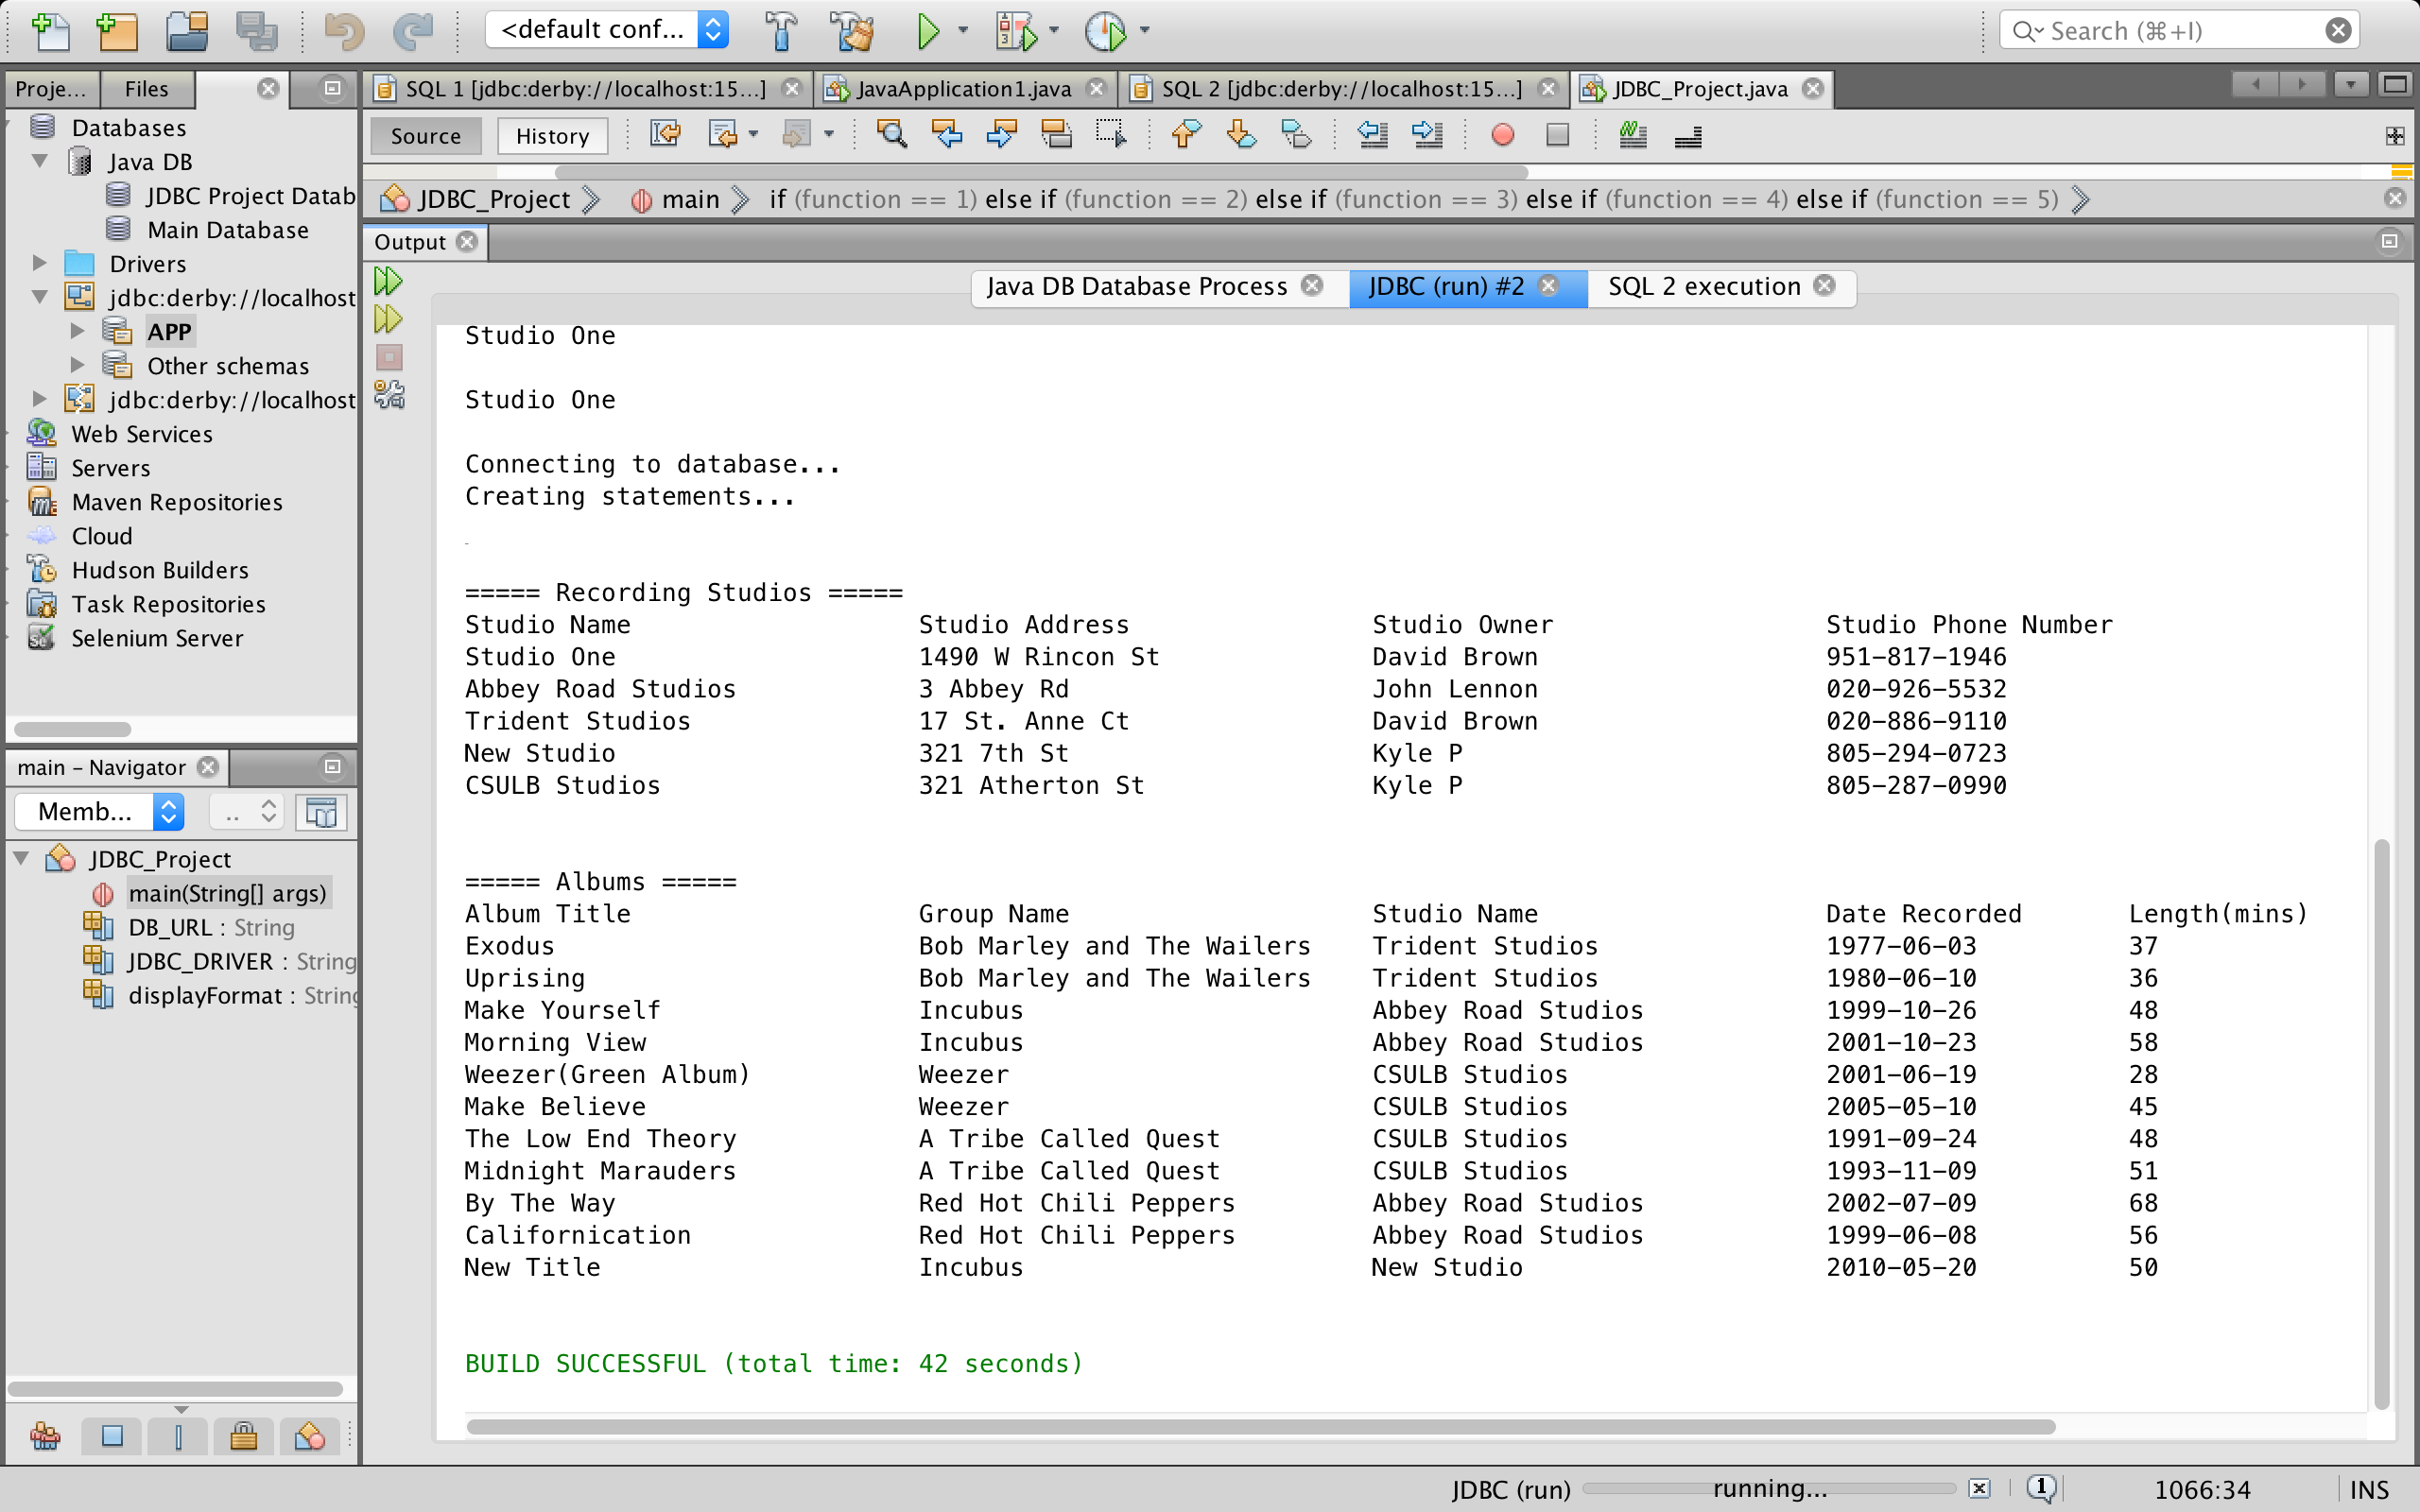 <default conf...
Search (⌘+I)
Proje...
Files
SQL 1 [jdbc:derby://localhost:15...]
JavaApplication1.java
SQL 2 [jdbc:derby://localhost:15...]
JDBC_Project.java
Source
History
JDBC_Project main if (function == 1) else if (function == 2) else if (function == 3) else if (function == 4) else if (function == 5)
Databases
Java DB
JDBC Project Datab
Main Database
Drivers
jdbc:derby://localhost
APP
Other schemas
jdbc:derby://localhost
Web Services
Servers
Maven Repositories
Cloud
Hudson Builders
Task Repositories
Selenium Server
main – Navigator
Memb...
..
JDBC_Project
main(String[] args)
DB_URL : String
JDBC_DRIVER : String
displayFormat : String
Output
Java DB Database Process
JDBC (run) #2
SQL 2 execution
Studio One
Studio One
Connecting to database...
Creating statements...
-
===== Recording Studios =====
Studio Name Studio Address Studio Owner Studio Phone Number
Studio One 1490 W Rincon St David Brown 951-817-1946
Abbey Road Studios 3 Abbey Rd John Lennon 020-926-5532
Trident Studios 17 St. Anne Ct David Brown 020-886-9110
New Studio 321 7th St Kyle P 805-294-0723
CSULB Studios 321 Atherton St Kyle P 805-287-0990
===== Albums =====
Album Title Group Name Studio Name Date Recorded Length(mins)
Exodus Bob Marley and The Wailers Trident Studios 1977-06-03 37
Uprising Bob Marley and The Wailers Trident Studios 1980-06-10 36
Make Yourself Incubus Abbey Road Studios 1999-10-26 48
Morning View Incubus Abbey Road Studios 2001-10-23 58
Weezer(Green Album) Weezer CSULB Studios 2001-06-19 28
Make Believe Weezer CSULB Studios 2005-05-10 45
The Low End Theory A Tribe Called Quest CSULB Studios 1991-09-24 48
Midnight Marauders A Tribe Called Quest CSULB Studios 1993-11-09 51
By The Way Red Hot Chili Peppers Abbey Road Studios 2002-07-09 68
Californication Red Hot Chili Peppers Abbey Road Studios 1999-06-08 56
New Title Incubus New Studio 2010-05-20 50
BUILD SUCCESSFUL (total time: 42 seconds)
JDBC (run) running... 1 1066:34 INS